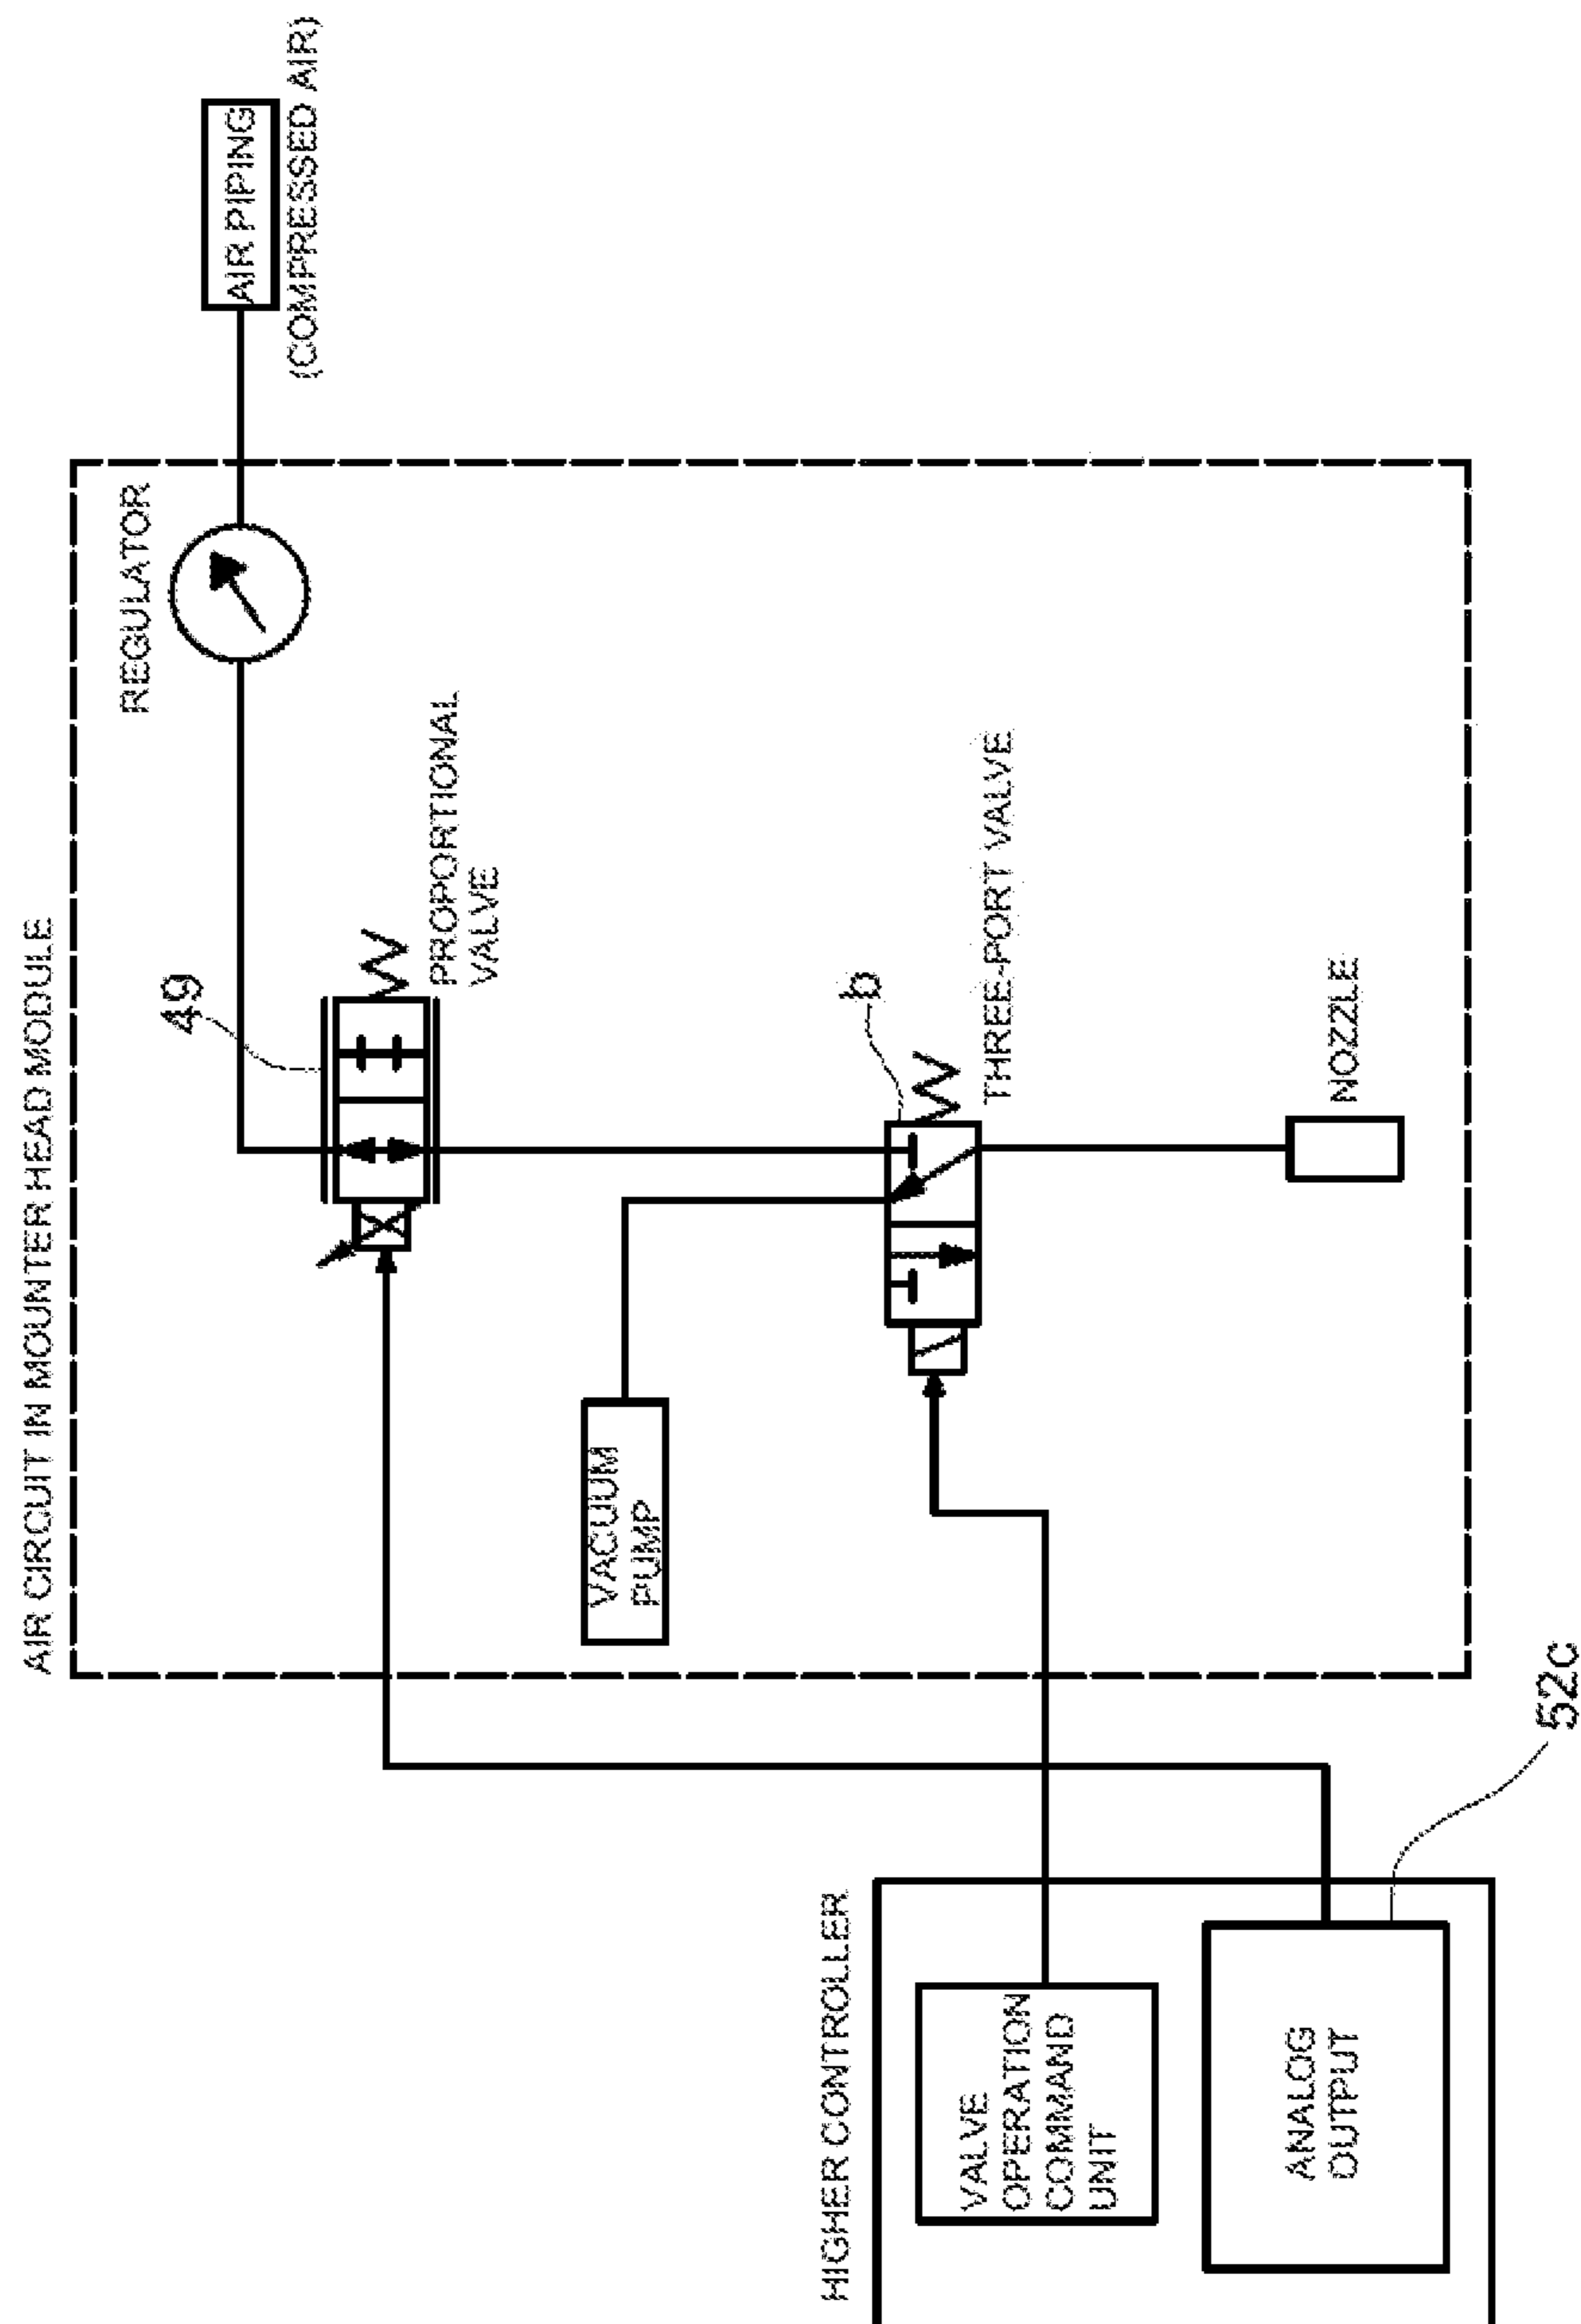 AIR CIRCUIT IN MOUNTER HEAD MODULE
REGULATOR
AIR PIPING
(COMPRESSED AIR)
49
PROPORTIONAL
VALVE
VACUUM
PUMP
b
THREE-PORT VALVE
NOZZLE
HIGHER CONTROLLER
VALVE
OPERATION
COMMAND
UNIT
ANALOG
OUTPUT
52c